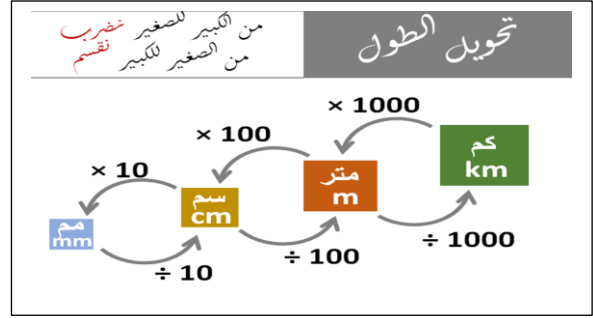 تحويل الطول
من الكبير للصغير نضرب
من الصغير للكبير نقسم
× 1000
× 100
× 10
كم
km
متر
m
سم
cm
مم
mm
÷ 1000
÷ 100
÷ 10